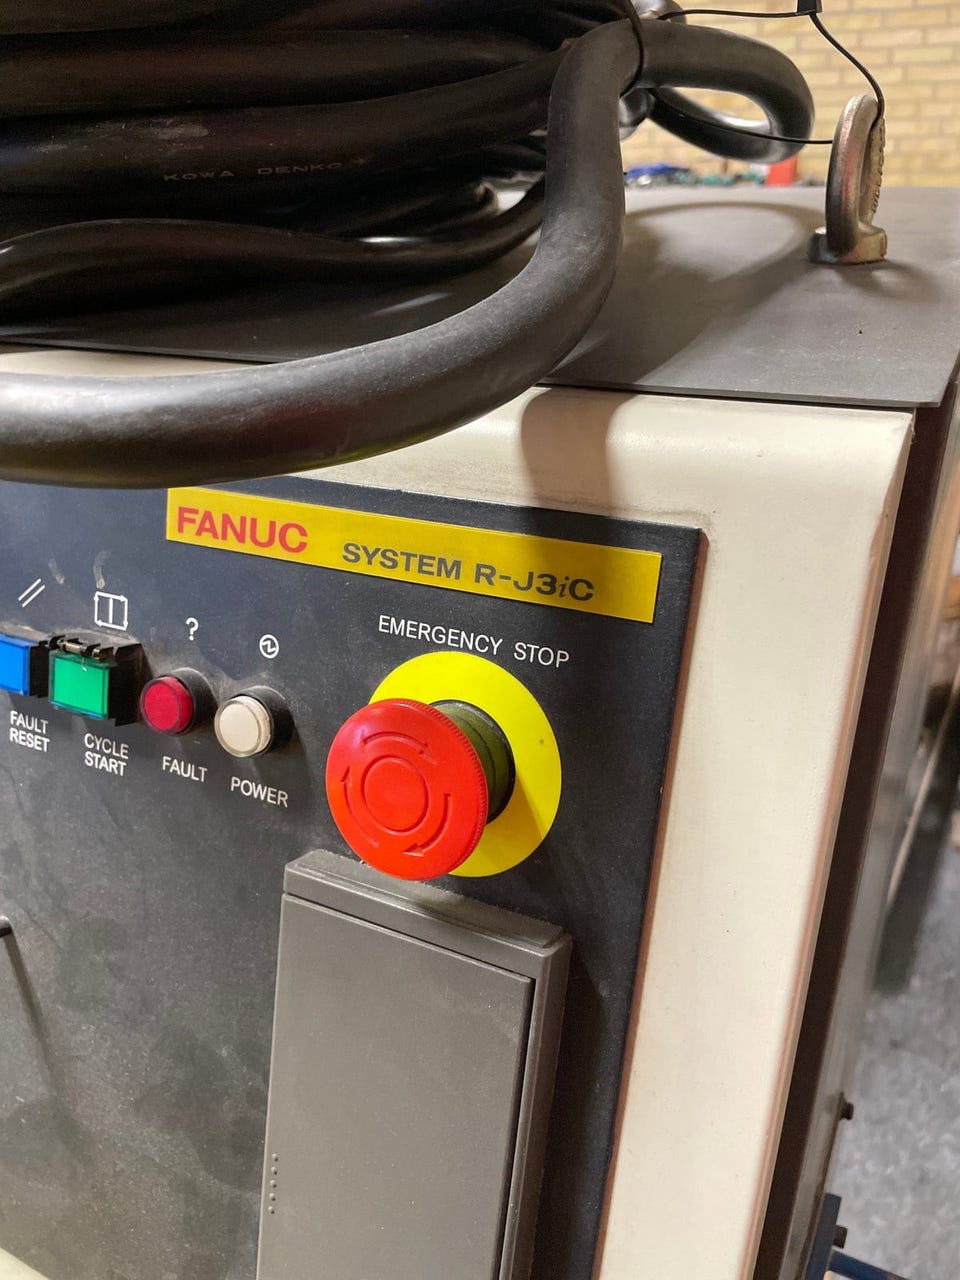 KOWA DENKO
FANUC SYSTEM R-J3iC
EMERGENCY STOP
?
FAULT
RESET
CYCLE
START
FAULT
POWER